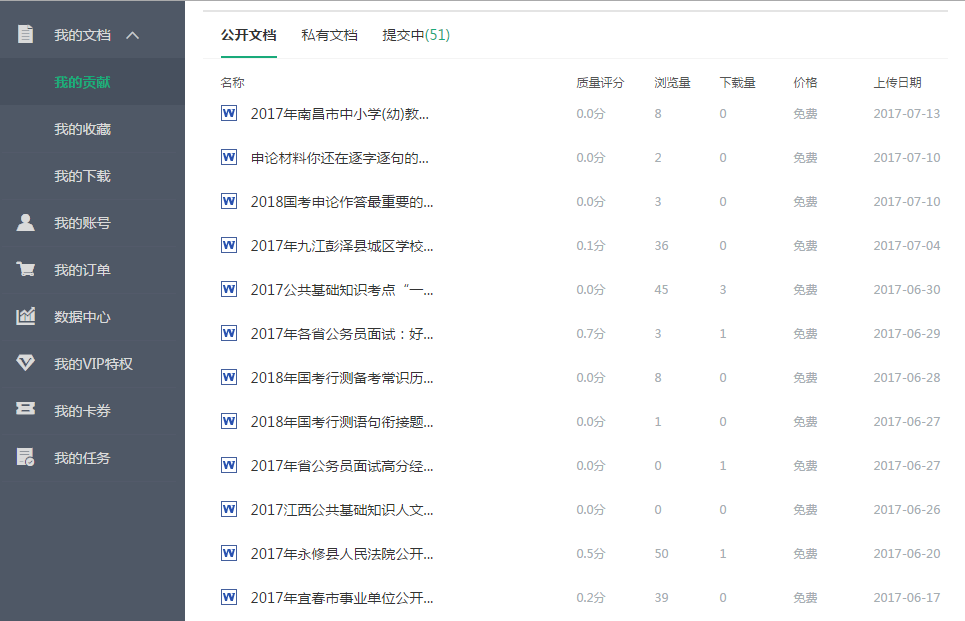 我的文档
我的贡献
我的收藏
我的下载
我的账号
我的订单
数据中心
我的VIP特权
我的卡券
我的任务
公开文档 私有文档 提交中(51)
名称 质量评分 浏览量 下载量 价格 上传日期
2017年南昌市中小学(幼)教... 0.0分 8 0 免费 2017-07-13
申论材料你还在逐字逐句的... 0.0分 2 0 免费 2017-07-10
2018国考申论作答最重要的... 0.0分 3 0 免费 2017-07-10
2017年九江彭泽县城区学校... 0.1分 36 0 免费 2017-07-04
2017公共基础知识考点“一... 0.0分 45 3 免费 2017-06-30
2017年各省公务员面试：好... 0.7分 3 1 免费 2017-06-29
2018年国考行测备考常识历... 0.0分 8 0 免费 2017-06-28
2018年国考行测语句衔接题... 0.0分 1 0 免费 2017-06-27
2017年省公务员面试高分经... 0.0分 0 1 免费 2017-06-27
2017江西公共基础知识人文... 0.0分 0 0 免费 2017-06-26
2017年永修县人民法院公开... 0.5分 50 1 免费 2017-06-20
2017年宜春市事业单位公开... 0.2分 39 0 免费 2017-06-17